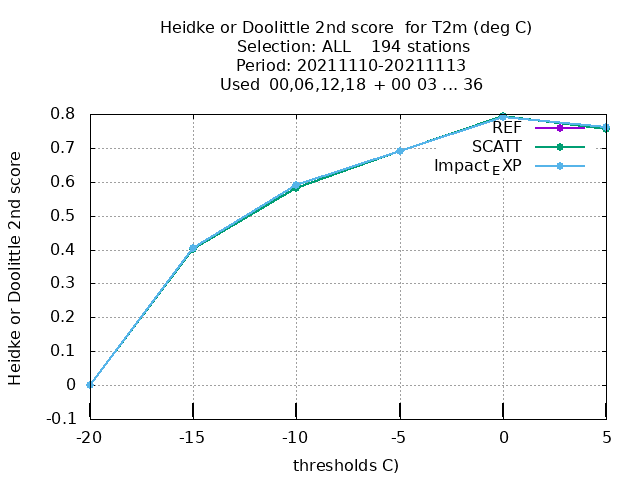 Heidke or Doolittle 2nd score  for T2m (deg C)
Selection: ALL    194 stations
Period: 20211110-20211113
Used  00,06,12,18  + 00 03 ... 36
Heidke or Doolittle 2nd score
0.8
0.7
0.6
0.5
0.4
0.3
0.2
0.1
0
-0.1
REF
SCATT
Impact_EXP
-20 -15 -10 -5 0 5
thresholds C)